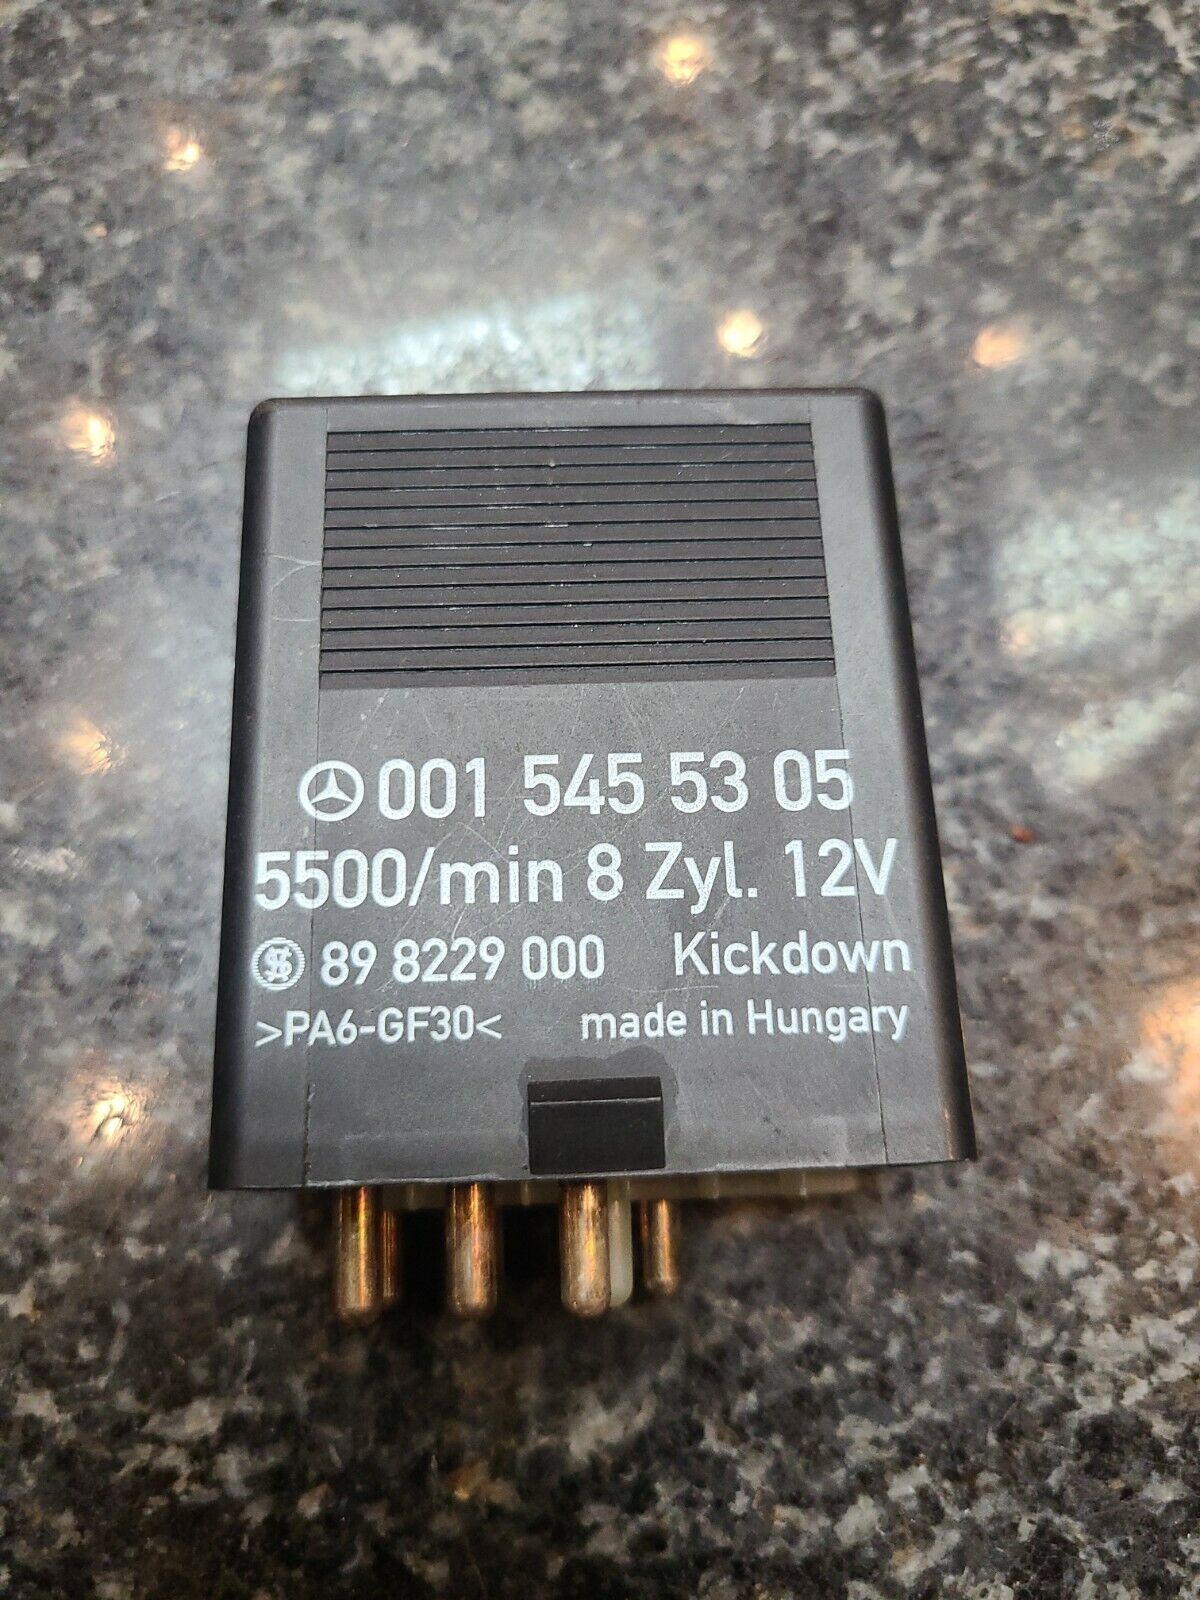 001 545 53 05
5500/min 8 Zyl. 12V
89 8229 000 Kickdown
>PA6-GF30< made in Hungary